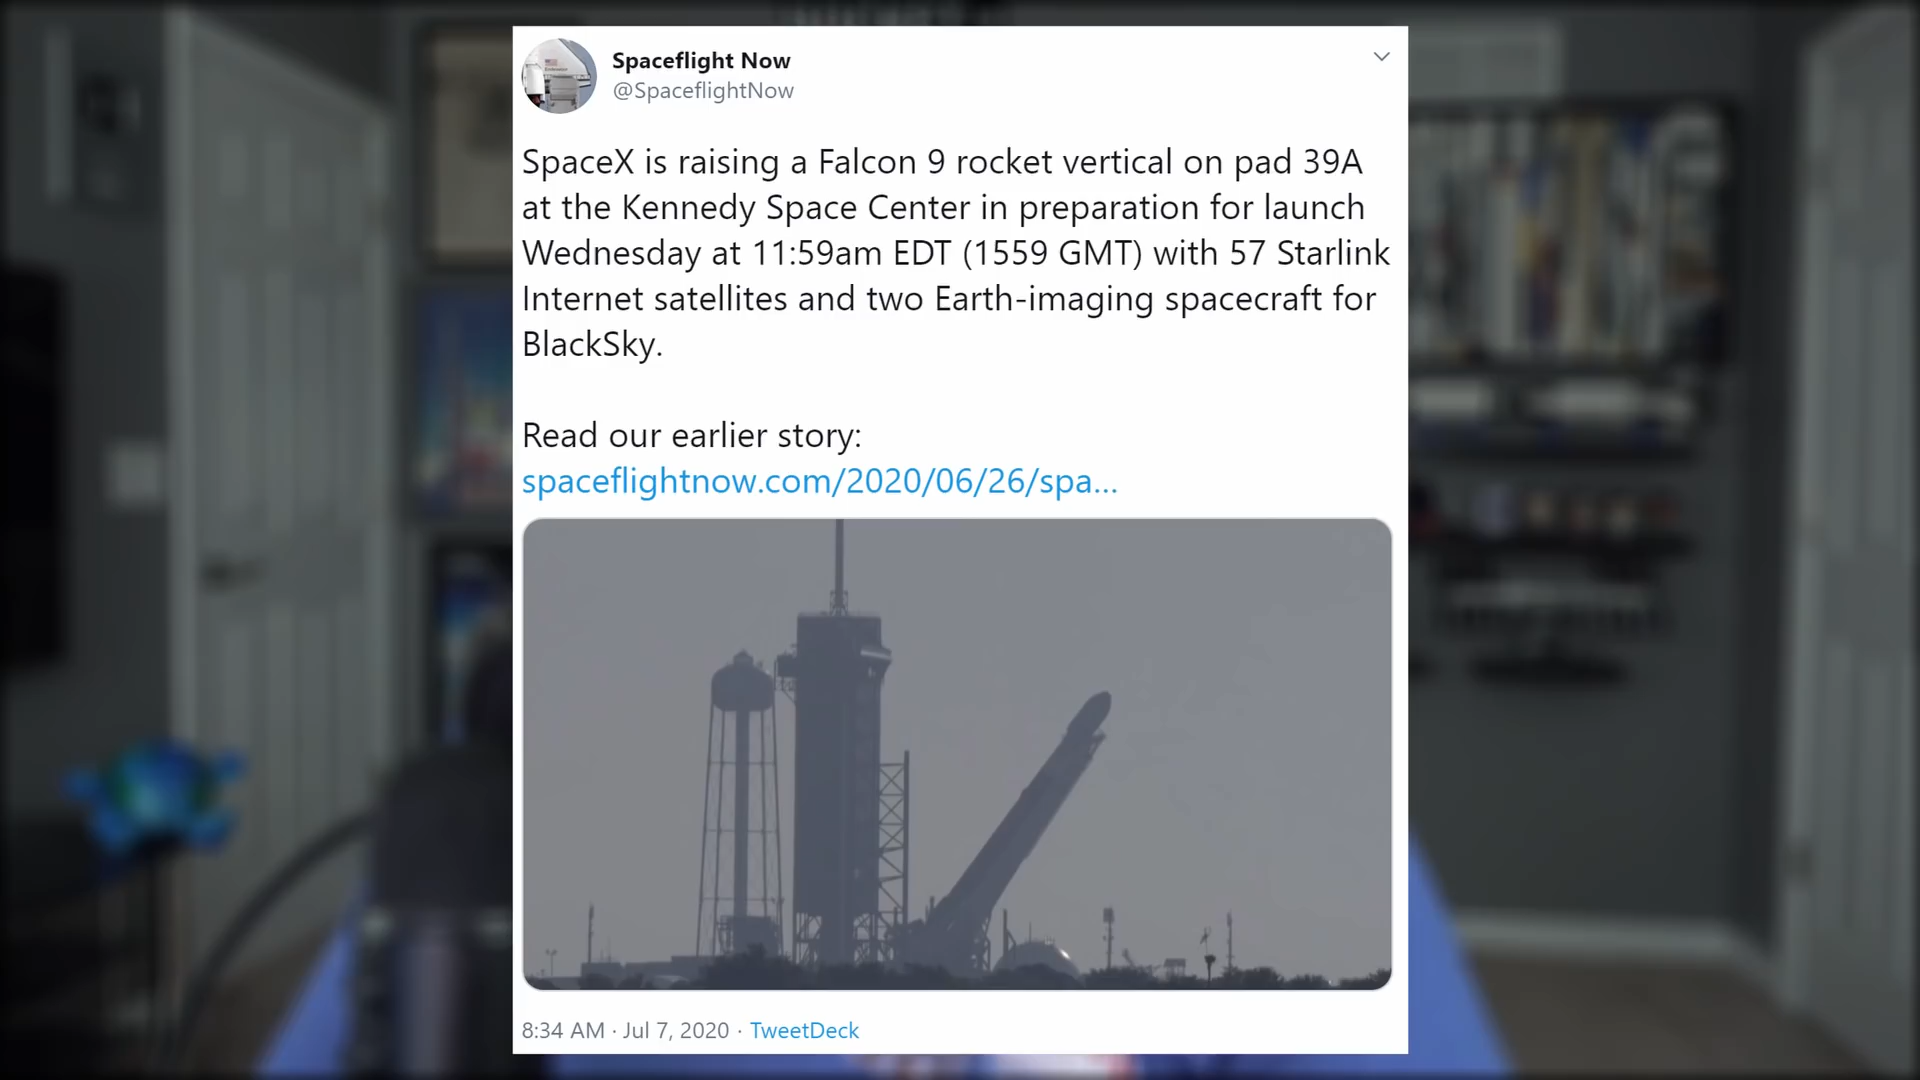 Spaceflight Now
@SpaceflightNow
SpaceX is raising a Falcon 9 rocket vertical on pad 39A
at the Kennedy Space Center in preparation for launch
Wednesday at 11:59am EDT (1559 GMT) with 57 Starlink
Internet satellites and two Earth-imaging spacecraft for
BlackSky.
Read our earlier story:
spaceflightnow.com/2020/06/26/spa...
8:34 AM · Jul 7, 2020 · TweetDeck